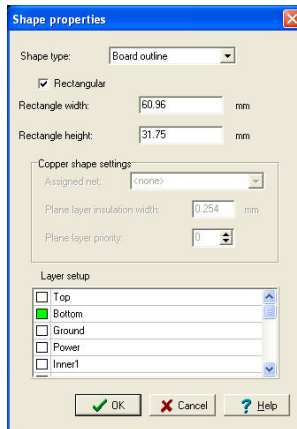 Shape properties
Shape type: Board outline
Rectangular
Rectangle width: 60.96 mm
Rectangle height: 31.75 mm
Copper shape settings
Assigned net: <none>
Plane layer insulation width: 0.254 mm
Plane layer priority: 0
Layer setup
Top
Bottom
Ground
Power
Inner1
OK Cancel Help